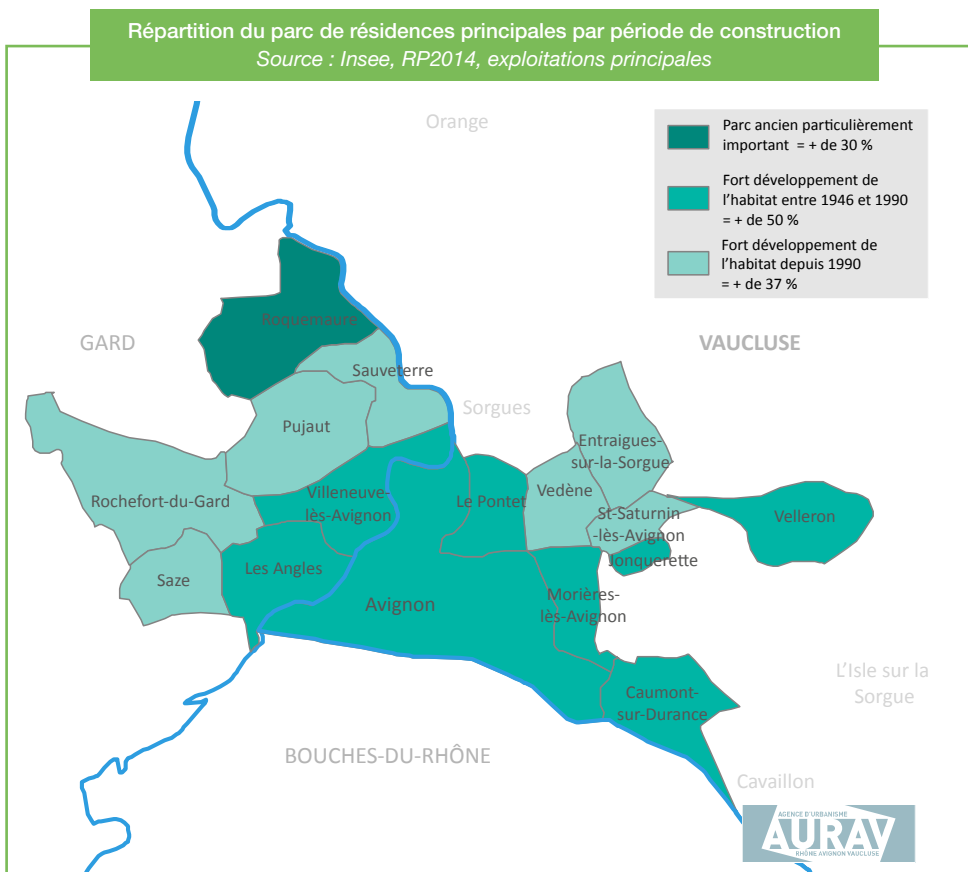 Répartition du parc de résidences principales par période de construction
Source : Insee, RP2014, exploitations principales
Orange
Parc ancien particulièrement
important = + de 30 %
Fort développement de
l'habitat entre 1946 et 1990
= + de 50 %
Fort développement de
l'habitat depuis 1990
= + de 37 %
Roquemaure
GARD
VAUCLUSE
Sauveterre
Sorgues
Pujaut
Entraigues-
sur-la-Sorgue
Rochefort-du-Gard
Villeneuve-
lès-Avignon
Le Pontet
Vedène
St-Saturnin
-lès-Avignon
Velleron
Jonquerette
Les Angles
Saze
Avignon
Morières-
lès-Avignon
L'Isle sur la
Sorgue
Caumont-
sur-Durance
BOUCHES-DU-RHÔNE
Cavaillon
AGENCE D'URBANISME
AURAV
RHÔNE AVIGNON VAUCLUSE